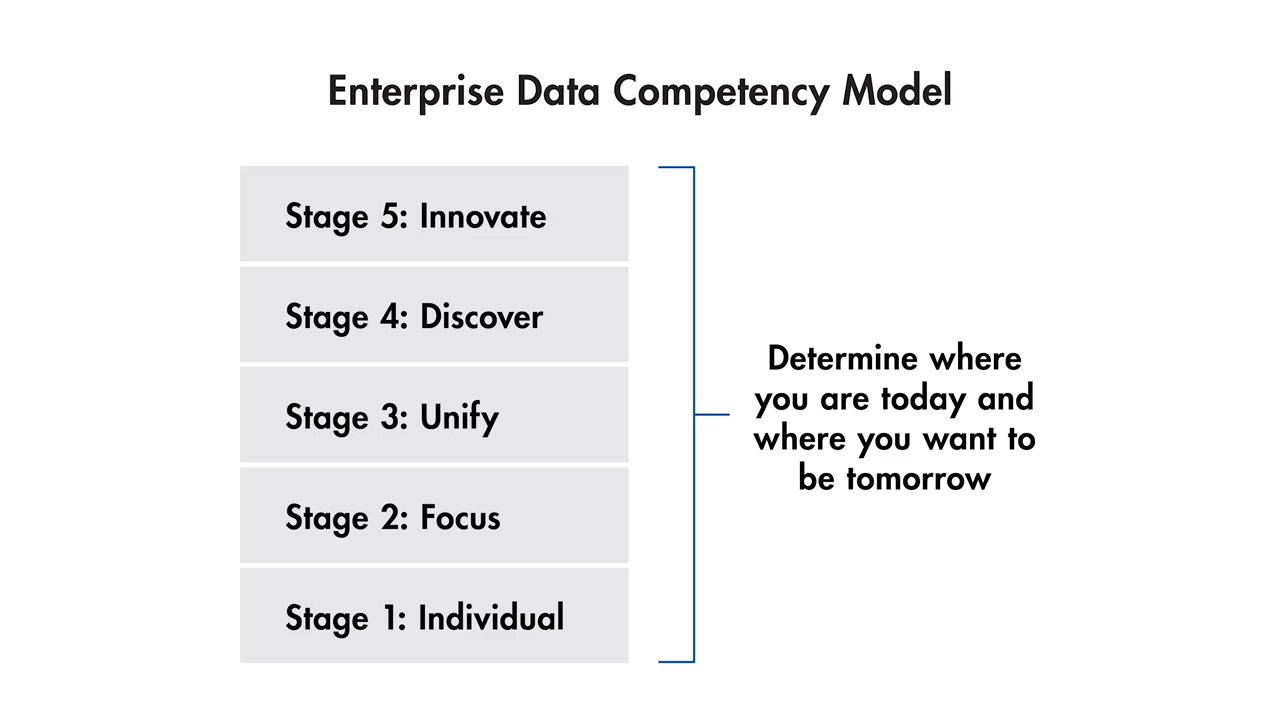 Enterprise Data Competency Model
Stage 5: Innovate
Stage 4: Discover
Stage 3: Unify
Stage 2: Focus
Stage 1: Individual
Determine where
you are today and
where you want to
be tomorrow